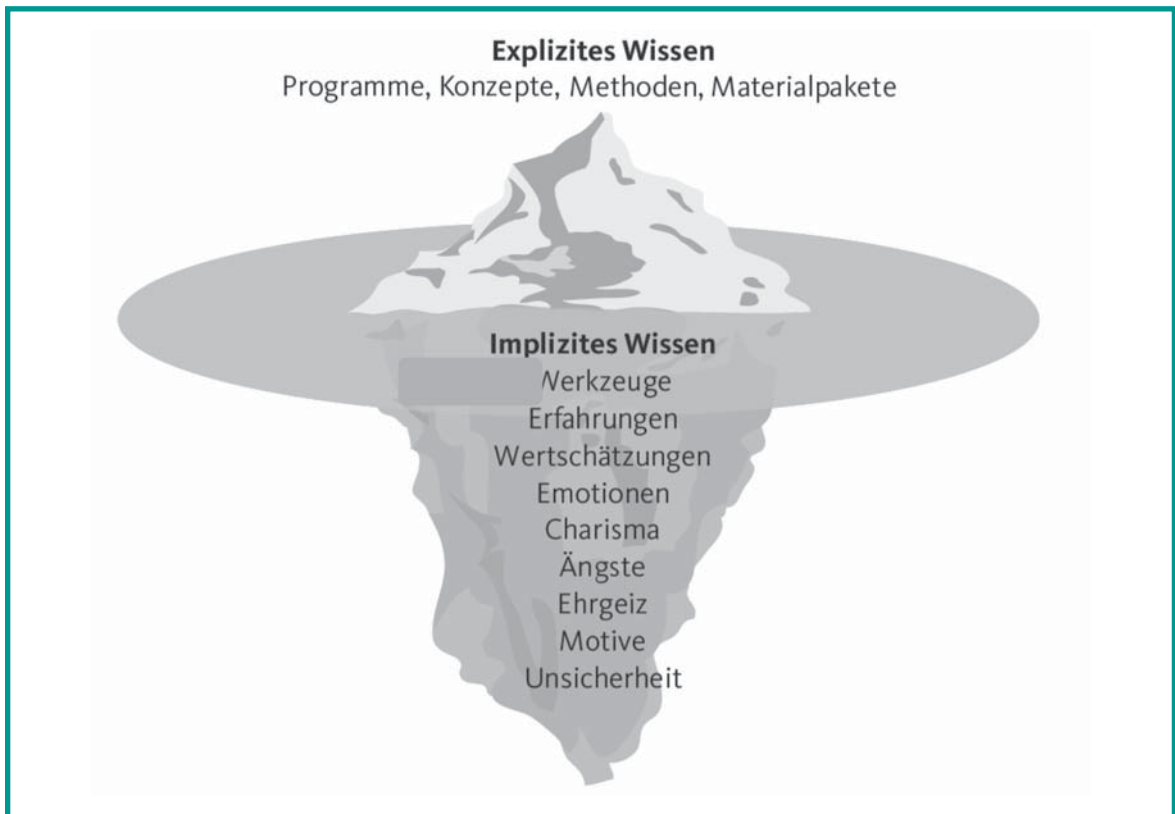 Explizites Wissen
Programme, Konzepte, Methoden, Materialpakete
Implizites Wissen
Werkzeuge
Erfahrungen
Wertschätzungen
Emotionen
Charisma
Ängste
Ehrgeiz
Motive
Unsicherheit